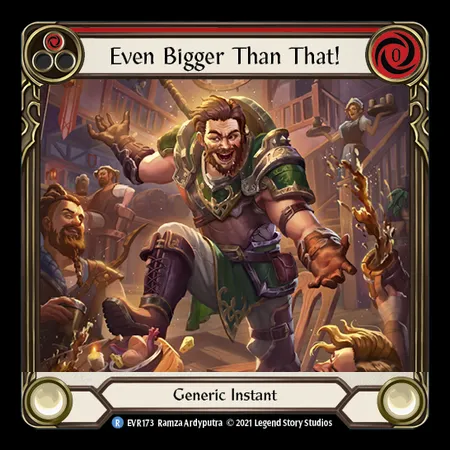 Even Bigger Than That!
0
Generic Instant
R EVR173 Ramza Ardyputra © 2021 Legend Story Studios